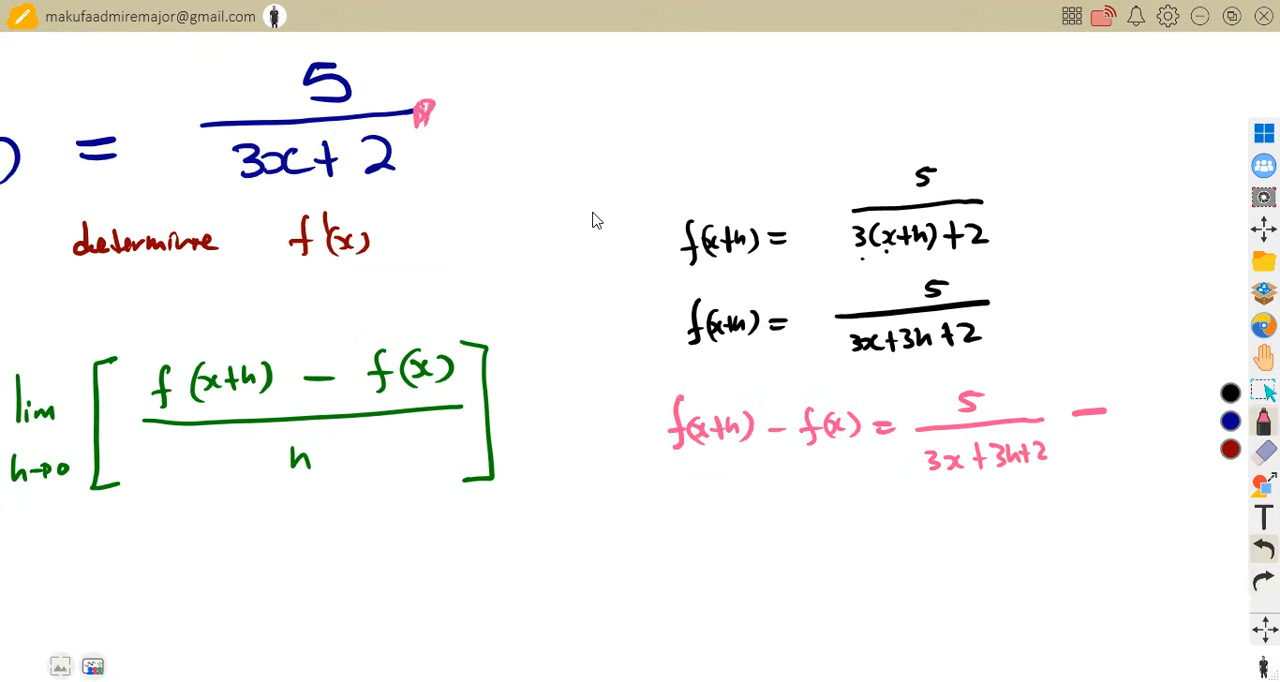 makufaadmiremajor@gmail.com
) = 5 / 3x + 2
determine f'(x)
lim h→0 [ f(x+h) − f(x) / h ]
f(x+h) = 5 / 3(x+h) + 2
f(x+h) = 5 / 3x+3h+2
f(x+h) − f(x) = 5 / 3x+3h+2 −
T